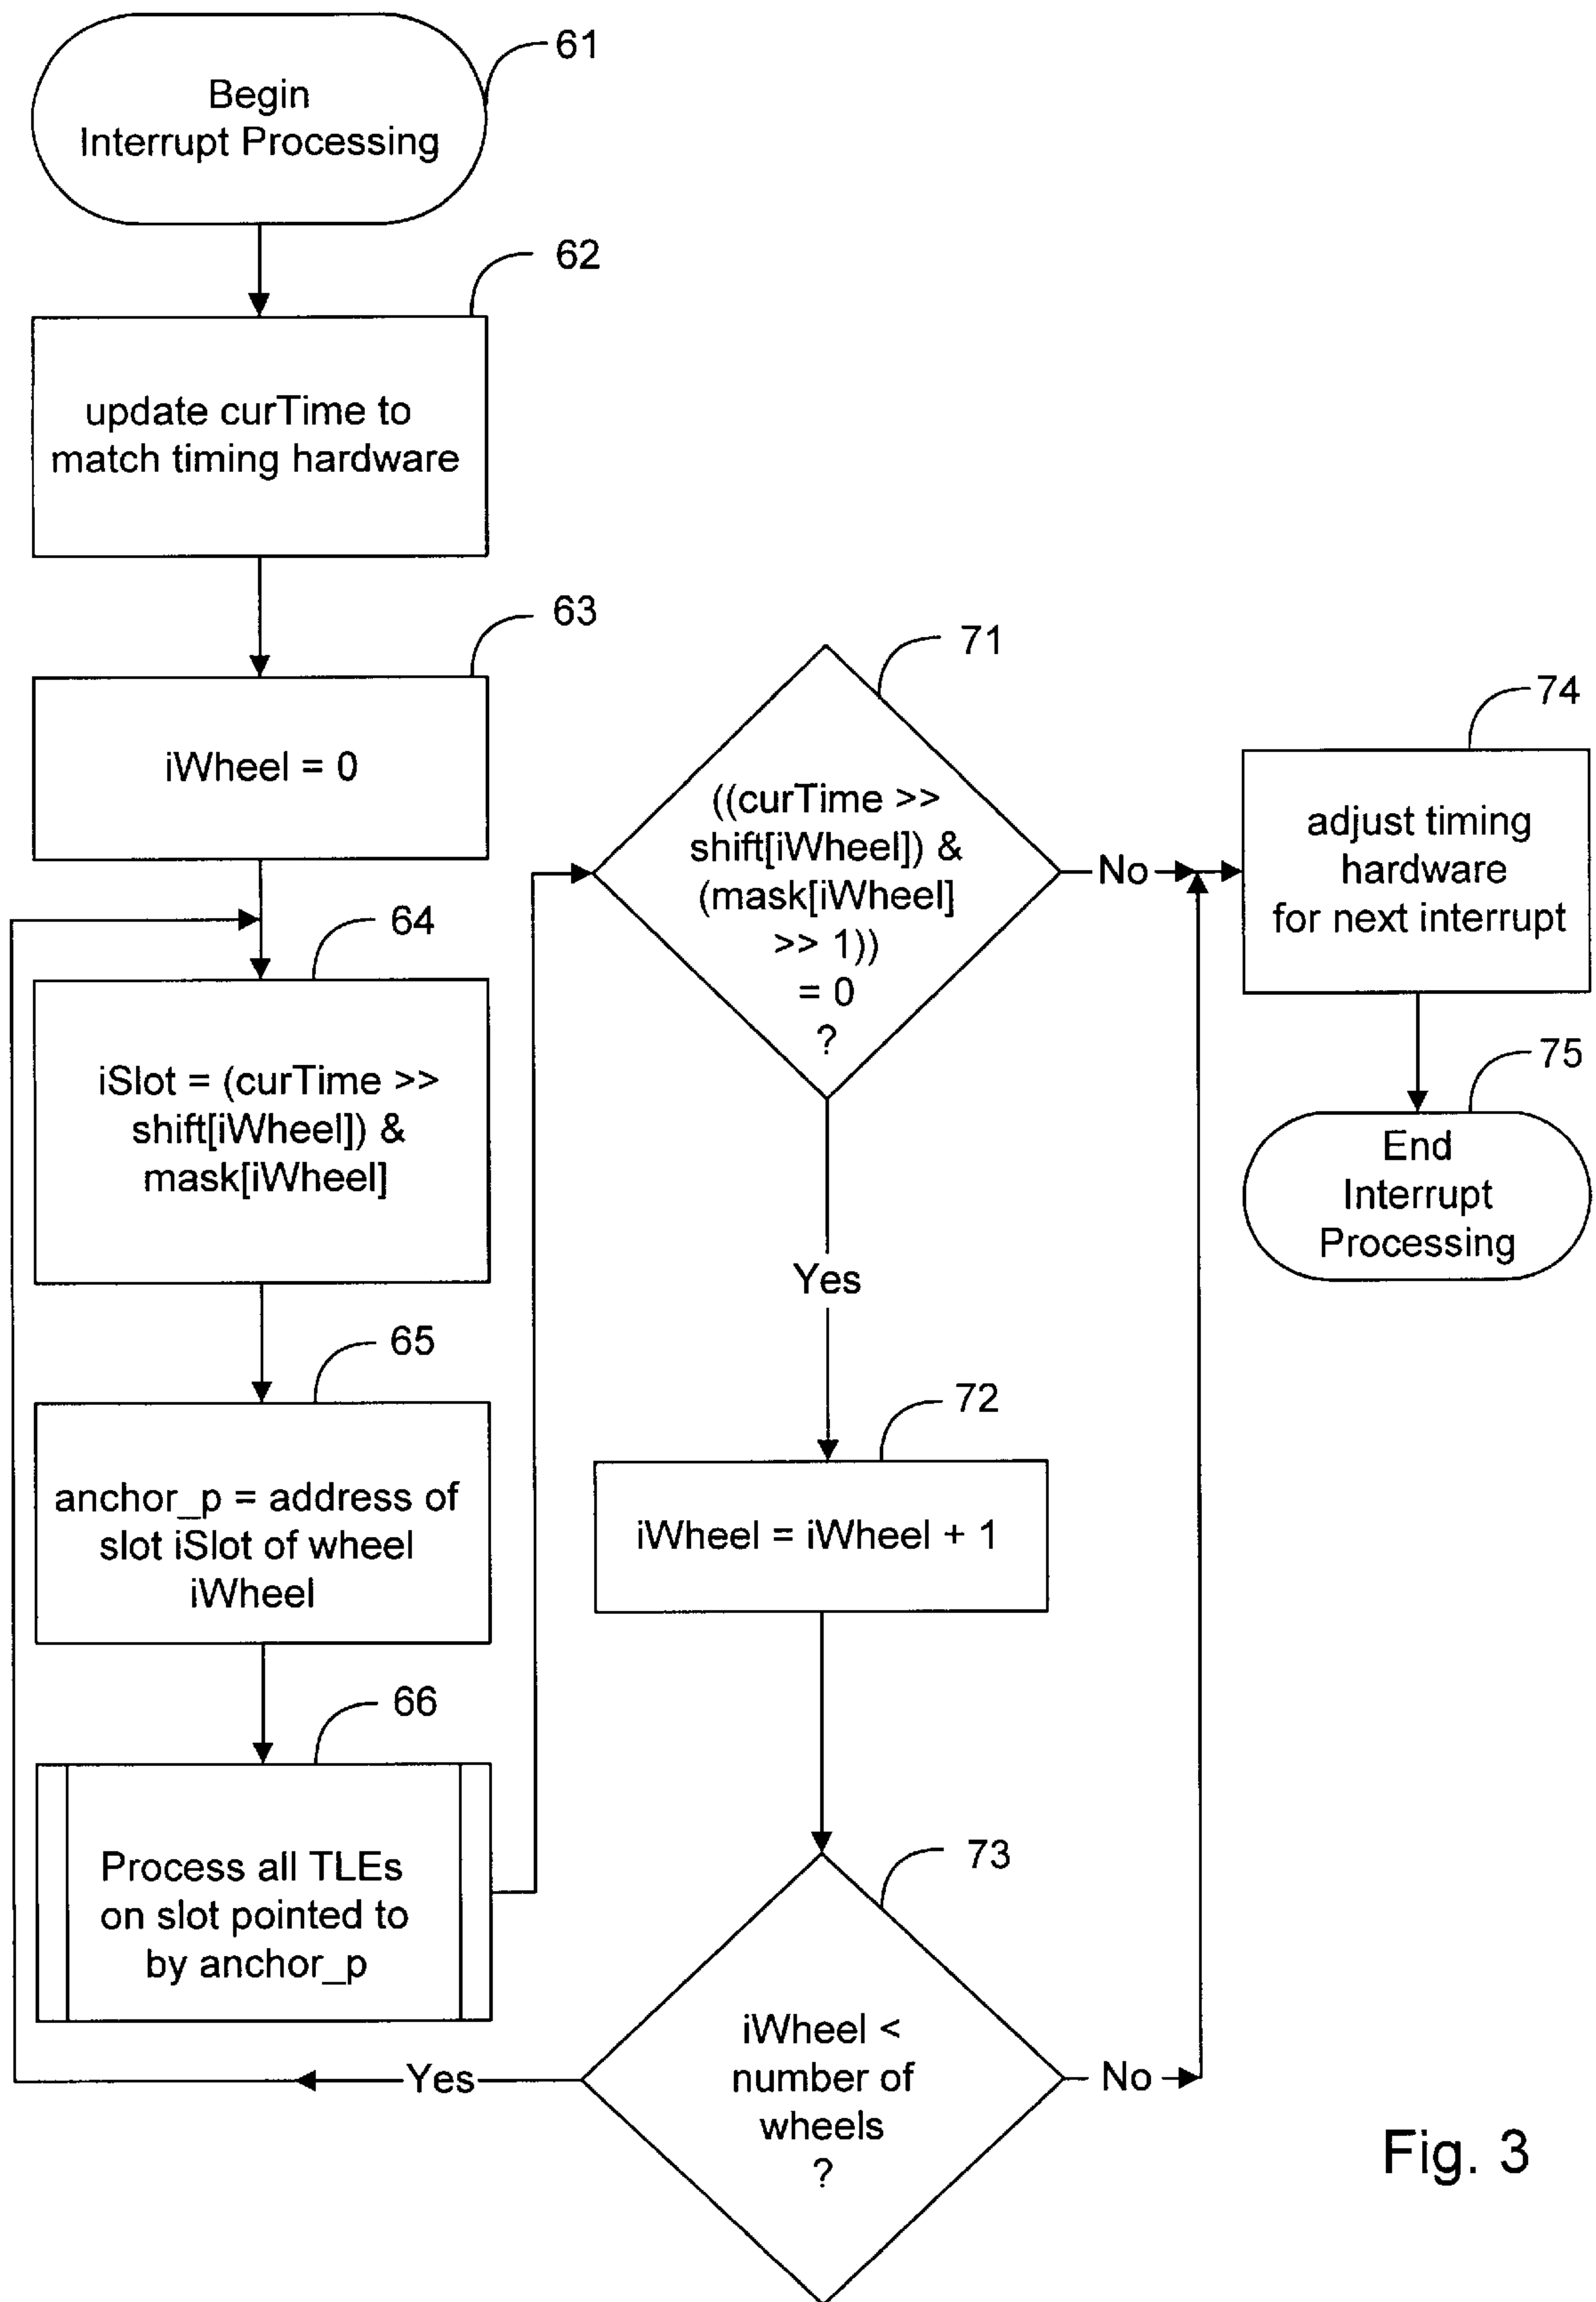 61
Begin
Interrupt Processing
62
update curTime to
match timing hardware
63
iWheel = 0
64
iSlot = (curTime >>
shift[iWheel]) &
mask[iWheel]
65
anchor_p = address of
slot iSlot of wheel
iWheel
66
Process all TLEs
on slot pointed to
by anchor_p
71
((curTime >>
shift[iWheel]) &
(mask[iWheel]
>> 1))
= 0
?
No
Yes
72
iWheel = iWheel + 1
73
iWheel <
number of
wheels
?
Yes
No
74
adjust timing
hardware
for next interrupt
75
End
Interrupt
Processing
Fig. 3